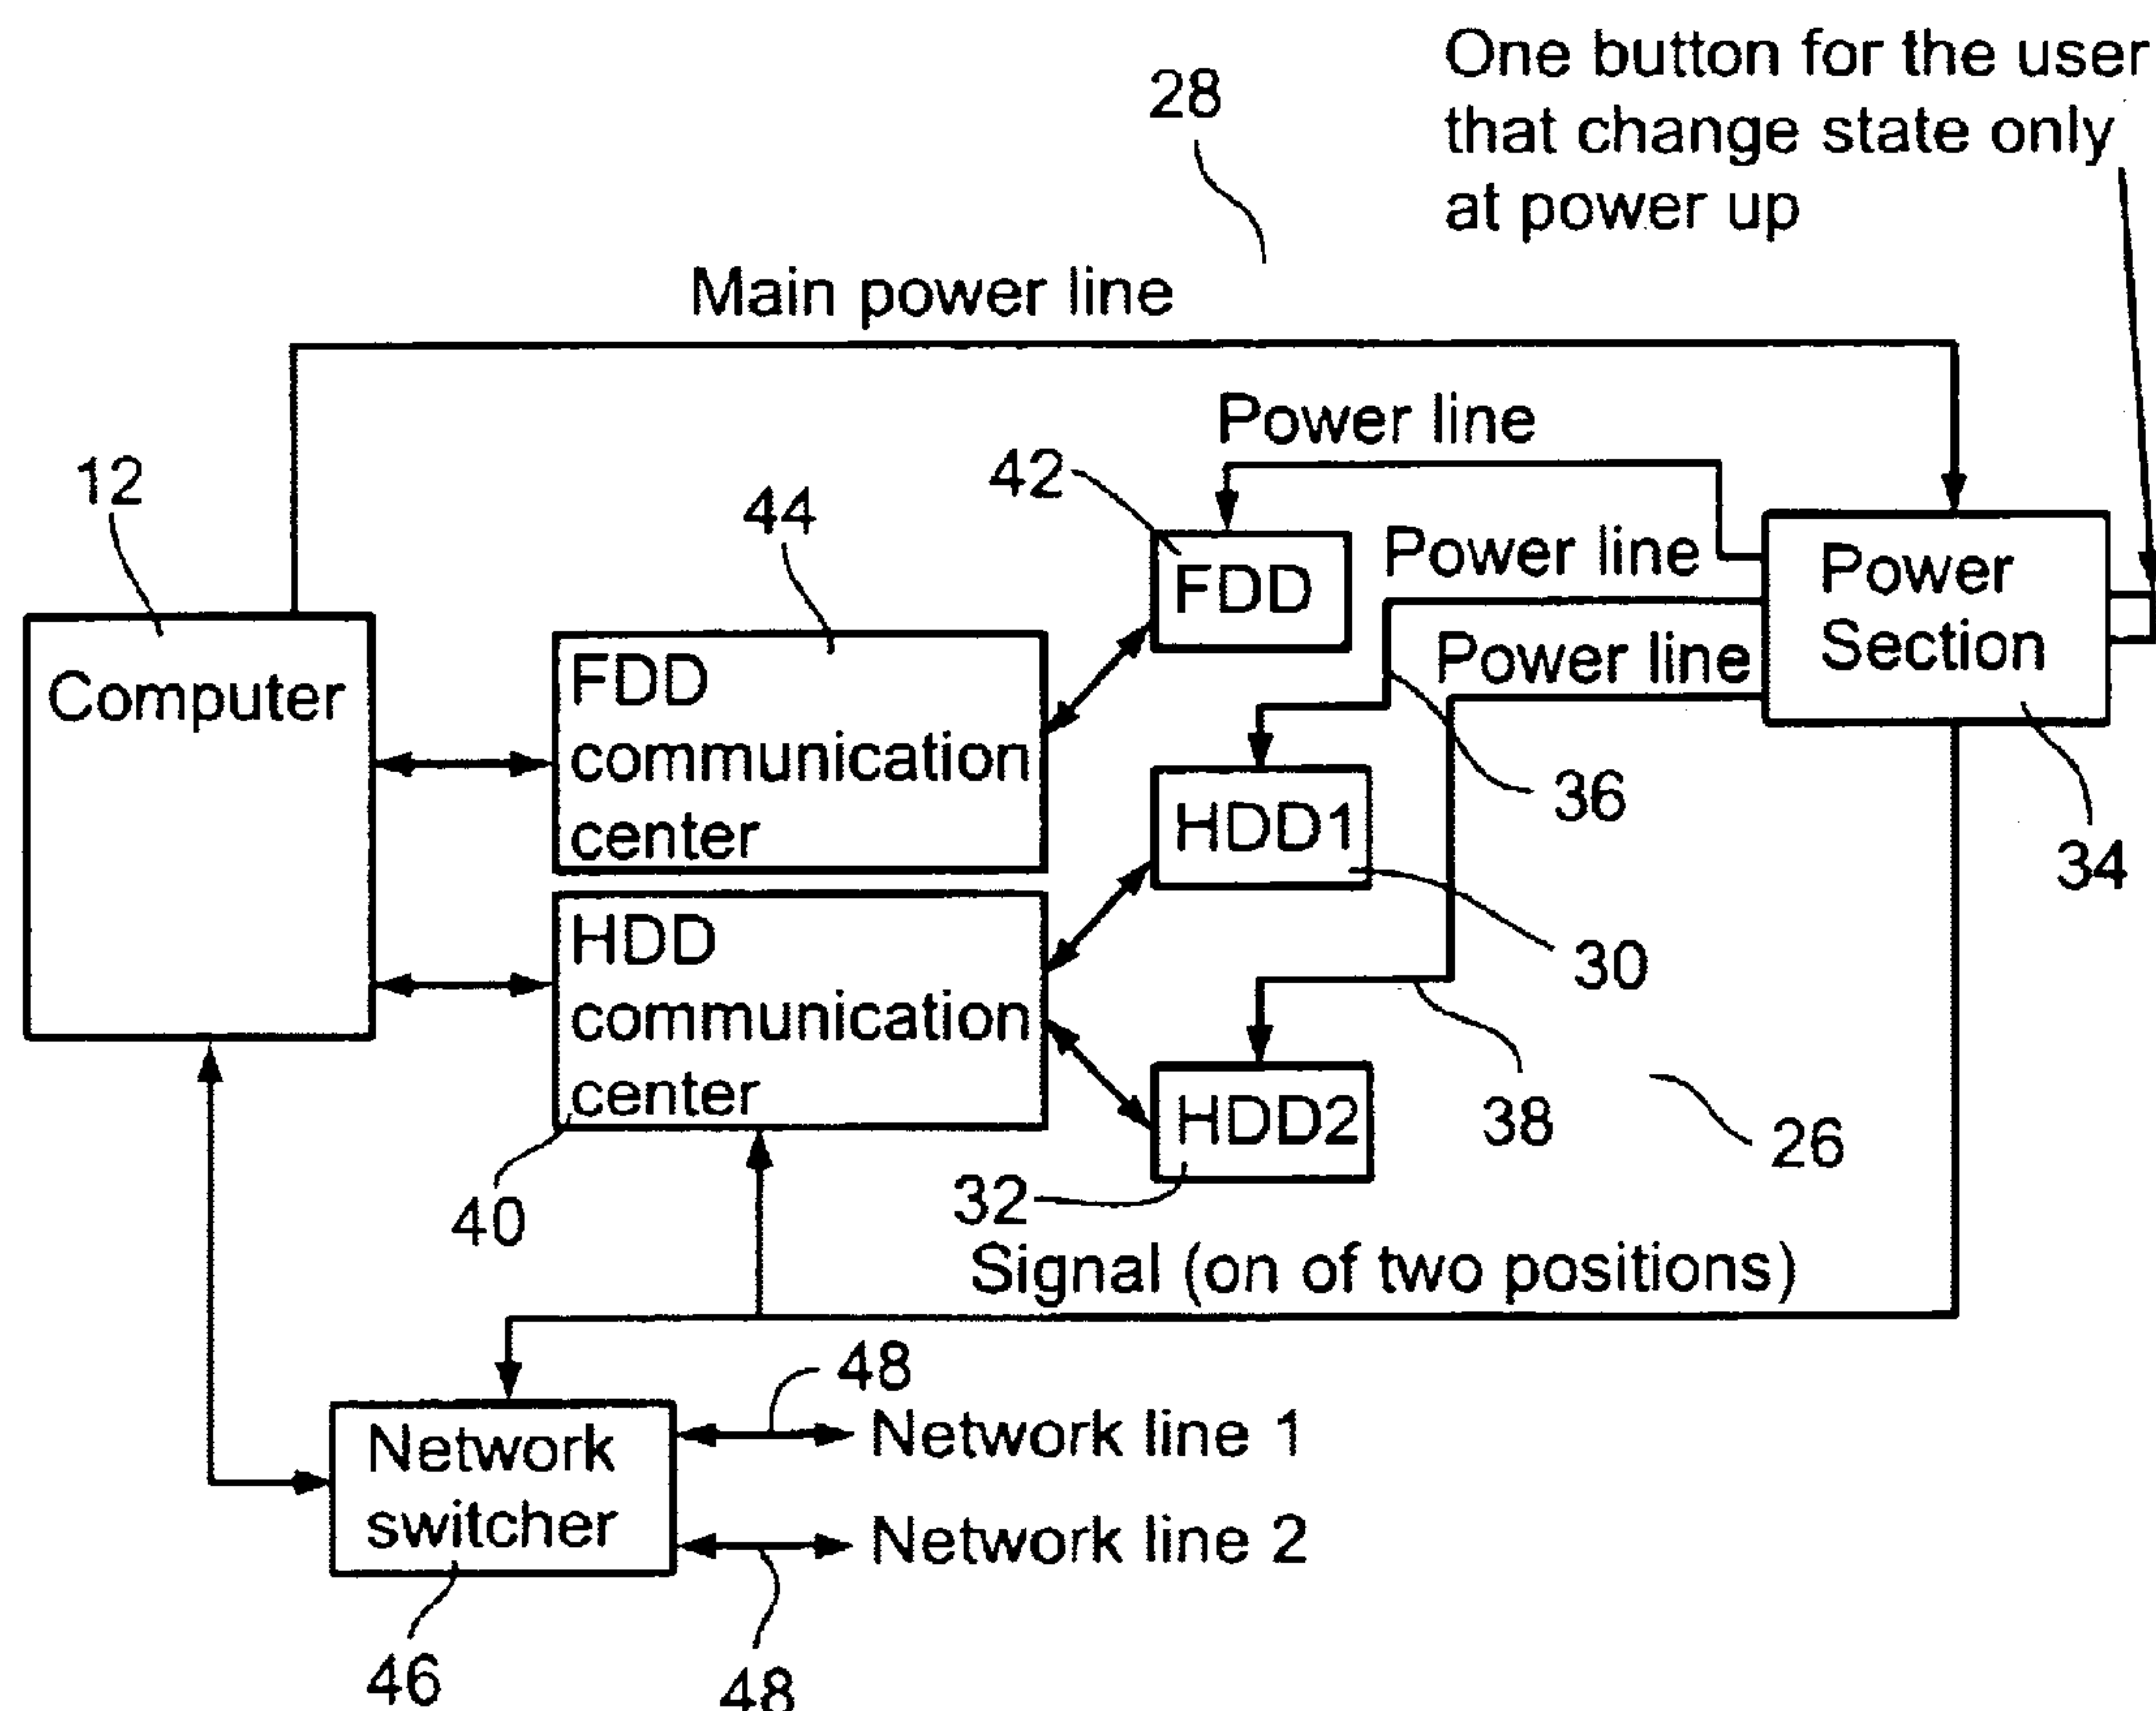 One button for the user
that change state only
at power up
28
Main power line
Power line
12
44
42
FDD
Power line
Power
Section
Power line
Computer
FDD
communication
center
36
HDD1
34
HDD
communication
center
30
HDD2
38
26
40
32
Signal (on of two positions)
48
Network line 1
Network
switcher
Network line 2
46
48